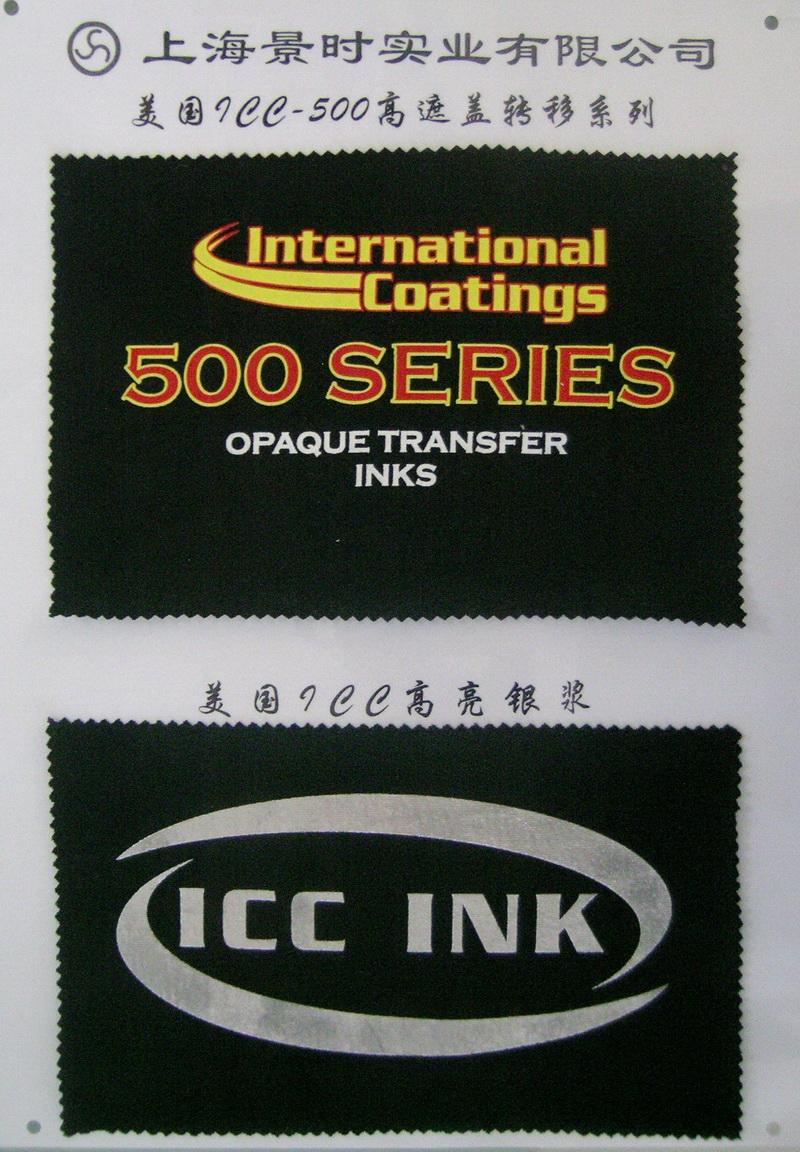 上海景时实业有限公司
美国ICC-500高遮盖转移系列
International
Coatings
500 SERIES
OPAQUE TRANSFER
INKS
美国ICC高亮银浆
ICC INK